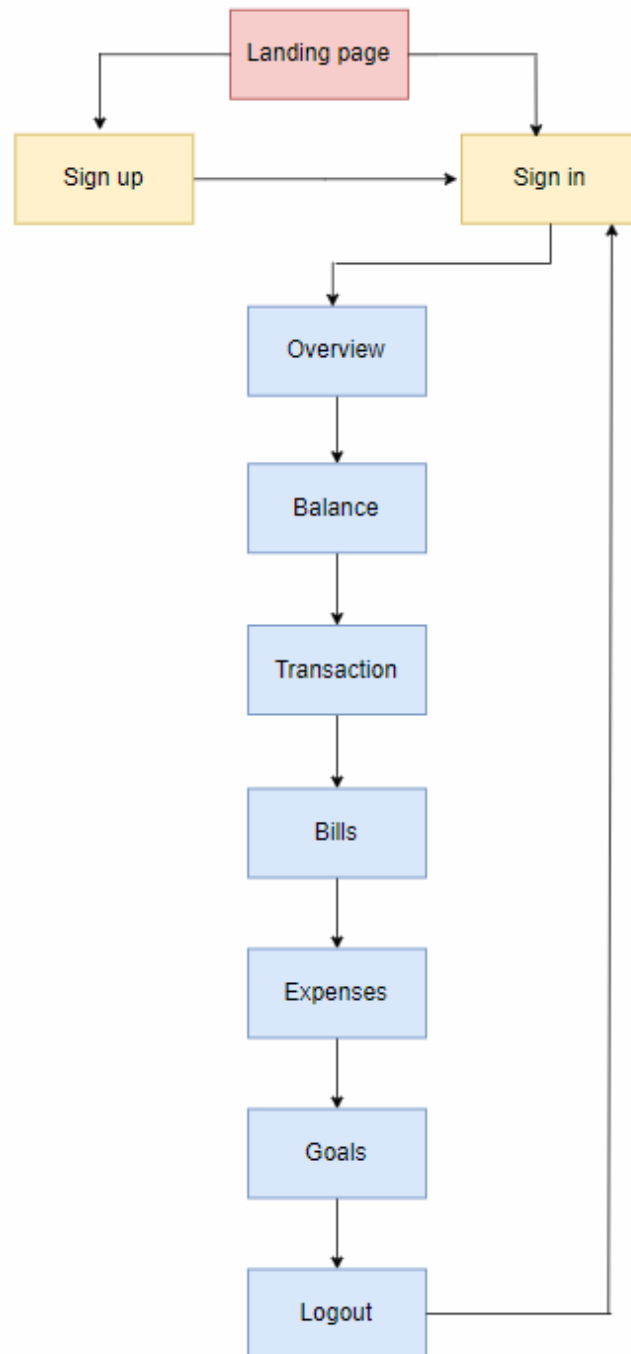 Landing page
Sign up
Sign in
Overview
Balance
Transaction
Bills
Expenses
Goals
Logout